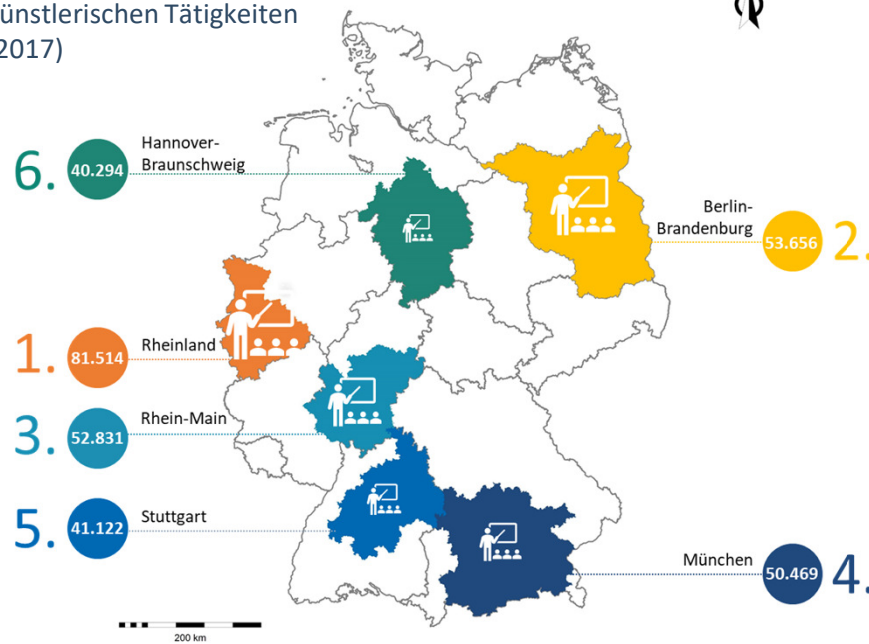 ünstlerischen Tätigkeiten
2017)
6. 40.294 Hannover-
Braunschweig
Berlin-
Brandenburg 53.656 2.
1. 81.514 Rheinland
3. 52.831 Rhein-Main
5. 41.122 Stuttgart
München 50.469 4.
200 km